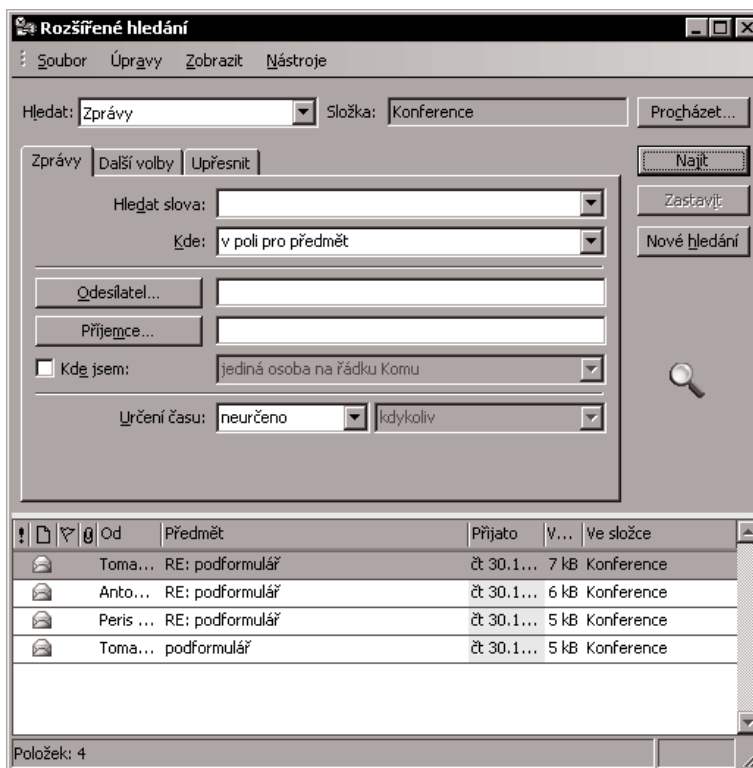 Rozšířené hledání
Soubor Úpravy Zobrazit Nástroje
Hledat: Zprávy Složka: Konference Procházet...
Zprávy Další volby Upřesnit Najít
Hledat slova: Zastavit
Kde: v poli pro předmět Nové hledání
Odesílatel...
Příjemce...
Kde jsem: jediná osoba na řádku Komu
Určení času: neurčeno kdykoliv
Od Předmět Přijato V... Ve složce
Toma... RE: podformulář čt 30.1... 7 kB Konference
Anto... RE: podformulář čt 30.1... 6 kB Konference
Peris ... RE: podformulář čt 30.1... 5 kB Konference
Toma... podformulář čt 30.1... 5 kB Konference
Položek: 4